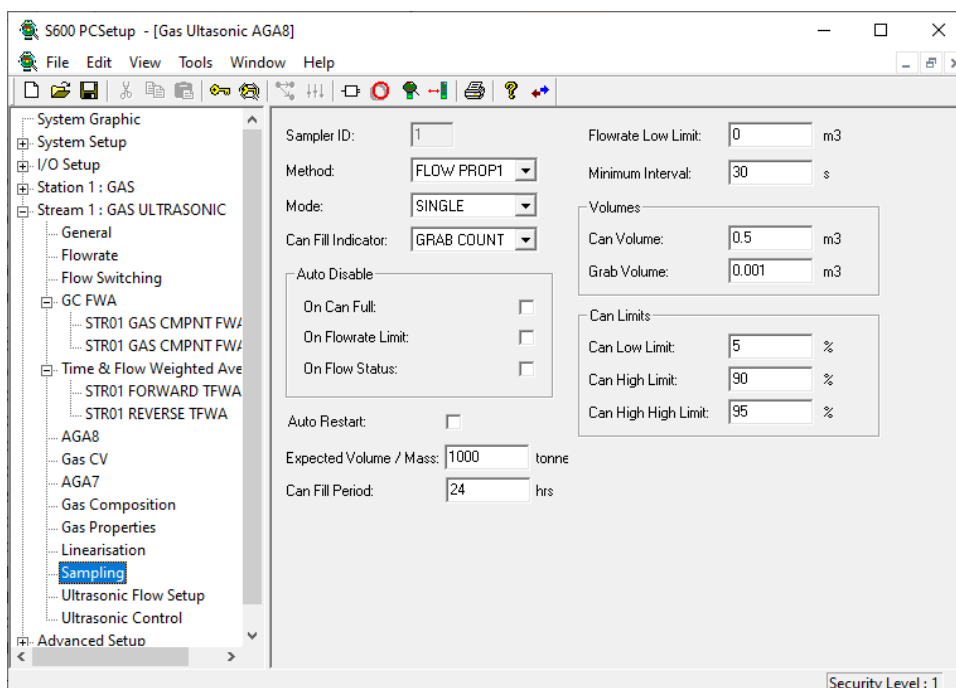 S600 PCSetup - [Gas Ultasonic AGA8]
File Edit View Tools Window Help
System Graphic
System Setup
I/O Setup
Station 1 : GAS
Stream 1 : GAS ULTRASONIC
General
Flowrate
Flow Switching
GC FWA
STR01 GAS CMPNT FWA
STR01 GAS CMPNT FWA
Time & Flow Weighted Ave
STR01 FORWARD TFWA
STR01 REVERSE TFWA
AGA8
Gas CV
AGA7
Gas Composition
Gas Properties
Linearisation
Sampling
Ultrasonic Flow Setup
Ultrasonic Control
Advanced Setup
Sampler ID: 1
Method: FLOW PROP1
Mode: SINGLE
Can Fill Indicator: GRAB COUNT
Auto Disable
On Can Full:
On Flowrate Limit:
On Flow Status:
Auto Restart:
Expected Volume / Mass: 1000 tonne
Can Fill Period: 24 hrs
Flowrate Low Limit: 0 m3
Minimum Interval: 30 s
Volumes
Can Volume: 0.5 m3
Grab Volume: 0.001 m3
Can Limits
Can Low Limit: 5 %
Can High Limit: 90 %
Can High High Limit: 95 %
Security Level : 1